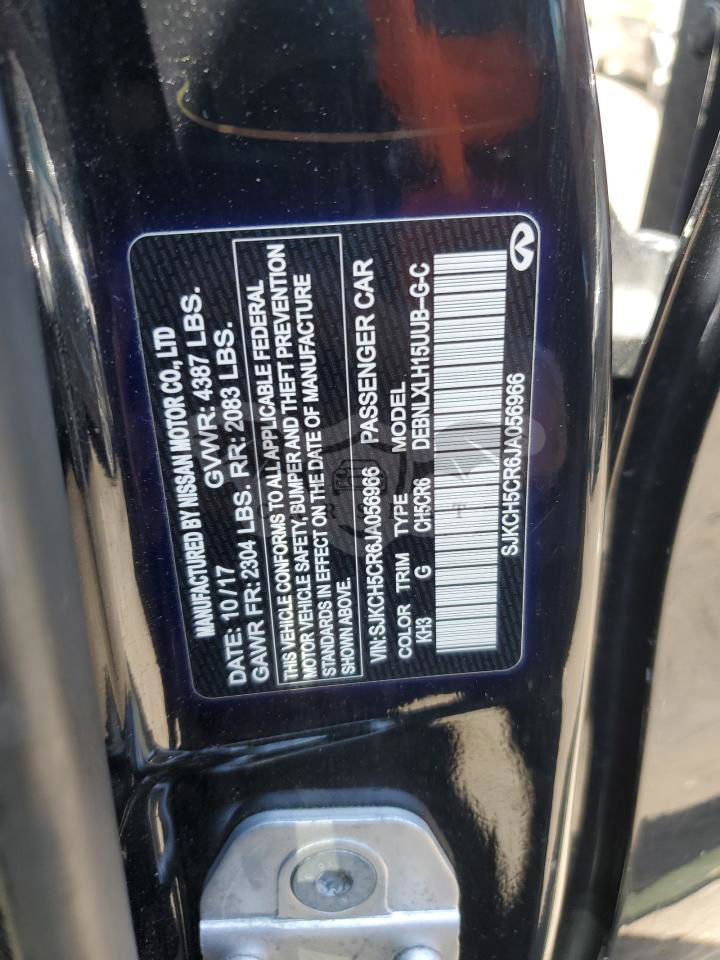 MANUFACTURED BY NISSAN MOTOR CO., LTD
DATE: 10/17 GVWR: 4387 LBS.
GAWR FR: 2304 LBS. RR: 2083 LBS.
THIS VEHICLE CONFORMS TO ALL APPLICABLE FEDERAL
MOTOR VEHICLE SAFETY, BUMPER AND THEFT PREVENTION
STANDARDS IN EFFECT ON THE DATE OF MANUFACTURE
SHOWN ABOVE.
VIN: SJKCH5CR6JA056966 PASSENGER CAR
COLOR TRIM TYPE MODEL
KH3 G CH5CR6 DEBNLXLH15UUB-G-C
SJKCH5CR6JA056966